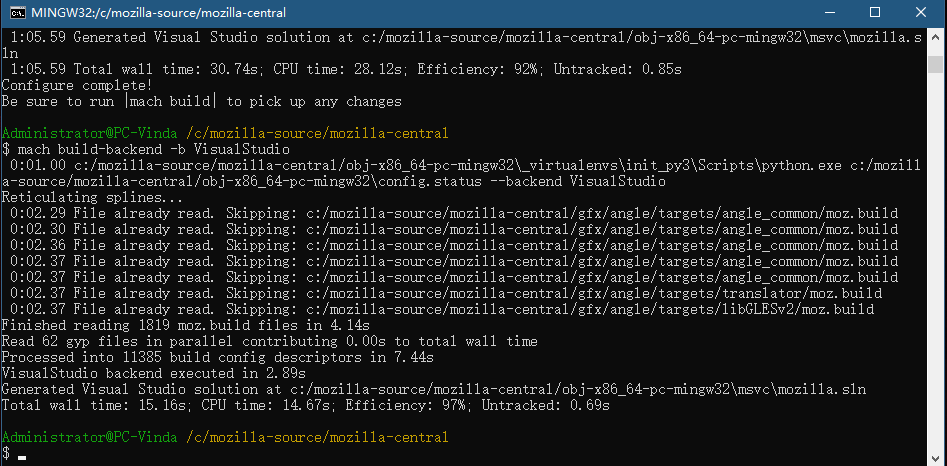 MINGW32:/c/mozilla-source/mozilla-central
1:05.59 Generated Visual Studio solution at c:/mozilla-source/mozilla-central/obj-x86_64-pc-mingw32\msvc\mozilla.s
ln
1:05.59 Total wall time: 30.74s; CPU time: 28.12s; Efficiency: 92%; Untracked: 0.85s
Configure complete!
Be sure to run |mach build| to pick up any changes
Administrator@PC-Vinda /c/mozilla-source/mozilla-central
$ mach build-backend -b VisualStudio
0:01.00 c:/mozilla-source/mozilla-central/obj-x86_64-pc-mingw32\_virtualenvs\init_py3\Scripts\python.exe c:/mozill
a-source/mozilla-central/obj-x86_64-pc-mingw32\config.status --backend VisualStudio
Reticulating splines...
0:02.29 File already read. Skipping: c:/mozilla-source/mozilla-central/gfx/angle/targets/angle_common/moz.build
0:02.30 File already read. Skipping: c:/mozilla-source/mozilla-central/gfx/angle/targets/angle_common/moz.build
0:02.36 File already read. Skipping: c:/mozilla-source/mozilla-central/gfx/angle/targets/angle_common/moz.build
0:02.37 File already read. Skipping: c:/mozilla-source/mozilla-central/gfx/angle/targets/angle_common/moz.build
0:02.37 File already read. Skipping: c:/mozilla-source/mozilla-central/gfx/angle/targets/angle_common/moz.build
0:02.37 File already read. Skipping: c:/mozilla-source/mozilla-central/gfx/angle/targets/translator/moz.build
0:02.37 File already read. Skipping: c:/mozilla-source/mozilla-central/gfx/angle/targets/libGLESv2/moz.build
Finished reading 1819 moz.build files in 4.14s
Read 62 gyp files in parallel contributing 0.00s to total wall time
Processed into 11385 build config descriptors in 7.44s
VisualStudio backend executed in 2.89s
Generated Visual Studio solution at c:/mozilla-source/mozilla-central/obj-x86_64-pc-mingw32\msvc\mozilla.sln
Total wall time: 15.16s; CPU time: 14.67s; Efficiency: 97%; Untracked: 0.69s
Administrator@PC-Vinda /c/mozilla-source/mozilla-central
$